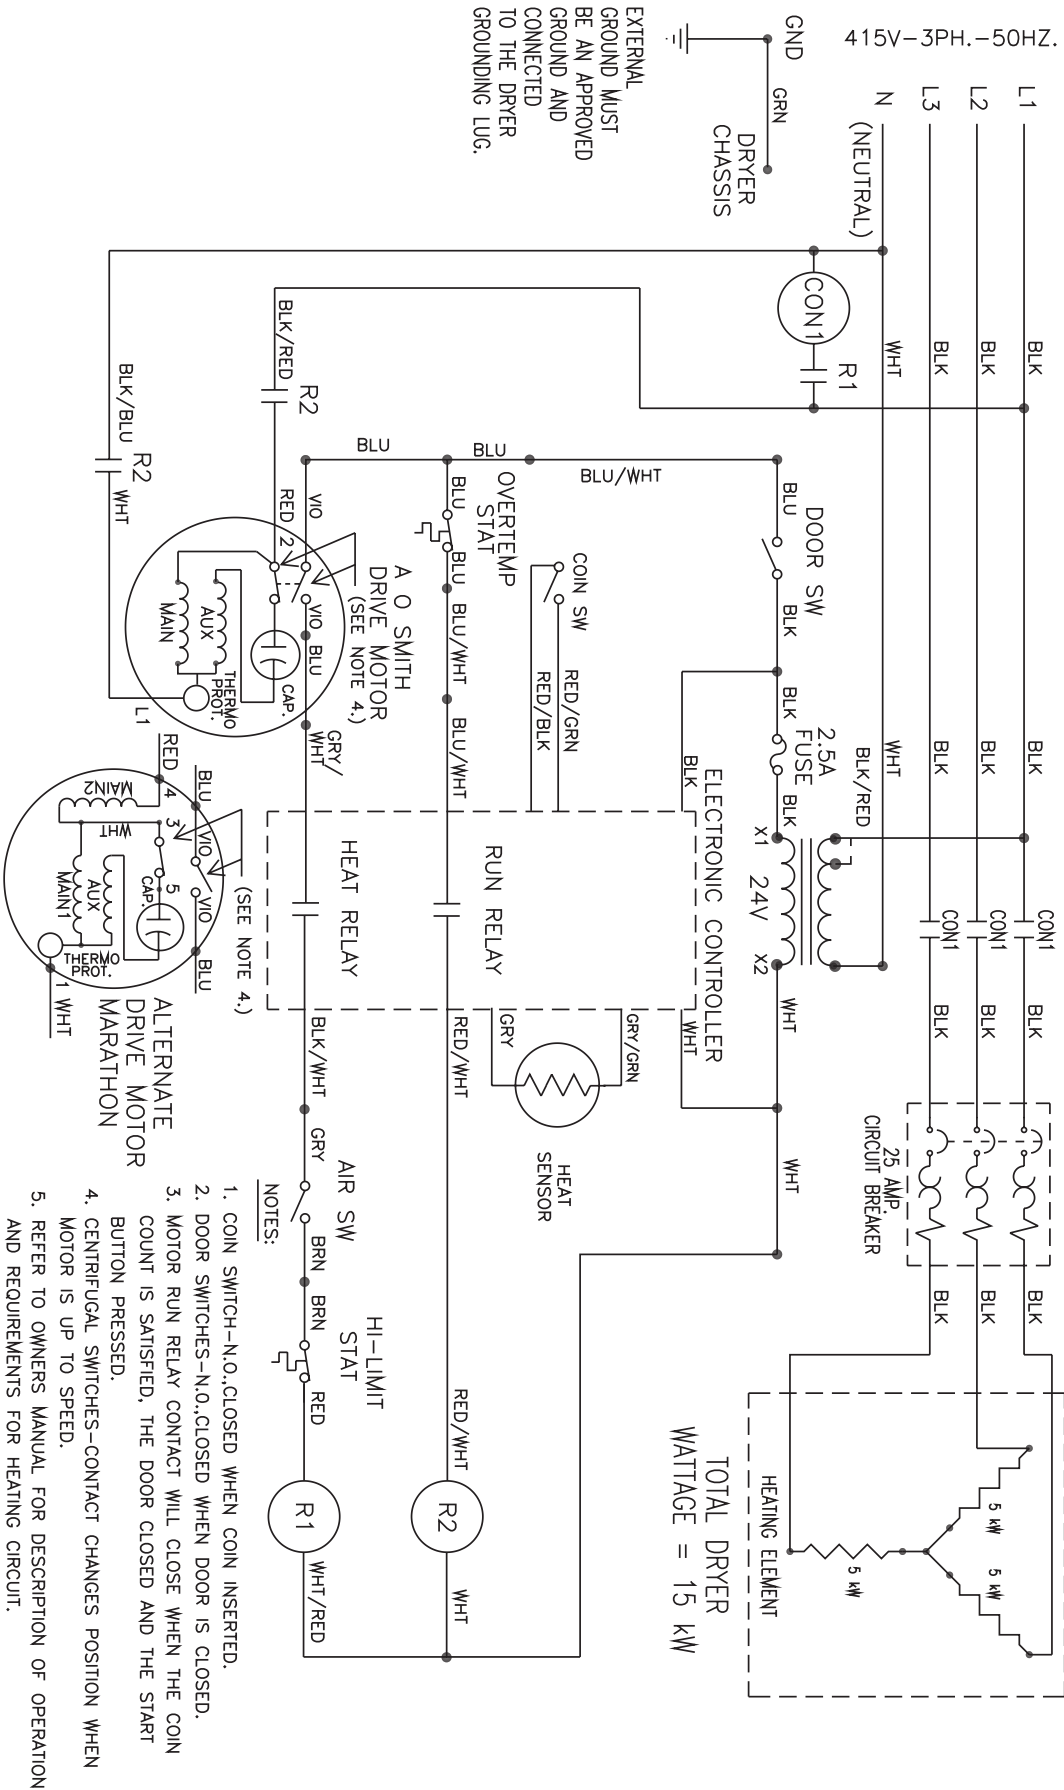 415V-3PH.-50HZ.
L1
L2
L3
N
(NEUTRAL)
GND
GRN
DRYER
CHASSIS
EXTERNAL
GROUND MUST
BE AN APPROVED
GROUND AND
CONNECTED
TO THE DRYER
GROUNDING LUG.
BLK
BLK
BLK
WHT
BLK
BLK
BLK
WHT
CON1
CON1
CON1
BLK
BLK
BLK
25 AMP.
CIRCUIT BREAKER
BLK
BLK
BLK
HEATING ELEMENT
5 kW
5 kW
5 kW
TOTAL DRYER
WATTAGE = 15 kW
CON1
R1
BLK/RED
R2
BLK/BLU
R2
WHT
BLK/RED
X1
24V
X2
2.5A
FUSE
BLU
DOOR SW
BLK
BLK
BLK
WHT
WHT
BLU/WHT
BLU
BLU
BLK
ELECTRONIC CONTROLLER
WHT
COIN SW
RED/GRN
RED/BLK
GRY/GRN
GRY
HEAT
SENSOR
OVERTEMP
STAT
BLU
BLU
BLU/WHT
BLU/WHT
RUN RELAY
RED/WHT
RED/WHT
R2
WHT
VIO
VIO
BLU
GRY/
WHT
HEAT RELAY
BLK/WHT
GRY
AIR SW
BRN
BRN
HI-LIMIT
STAT
RED
R1
WHT/RED
RED
2
A O SMITH
DRIVE MOTOR
(SEE NOTE 4.)
CAP.
AUX
MAIN
THERMO
PROT.
L1
RED
4
BLU
VIO
VIO
BLU
MAIN2
WHT
3
5
CAP.
AUX
MAIN1
THERMO
PROT.
1
WHT
(SEE NOTE 4.)
ALTERNATE
DRIVE MOTOR
MARATHON
NOTES:
1. COIN SWITCH-N.O.,CLOSED WHEN COIN INSERTED.
2. DOOR SWITCHES-N.O.,CLOSED WHEN DOOR IS CLOSED.
3. MOTOR RUN RELAY CONTACT WILL CLOSE WHEN THE COIN
COUNT IS SATISFIED, THE DOOR CLOSED AND THE START
BUTTON PRESSED.
4. CENTRIFUGAL SWITCHES-CONTACT CHANGES POSITION WHEN
MOTOR IS UP TO SPEED.
5. REFER TO OWNERS MANUAL FOR DESCRIPTION OF OPERATION
AND REQUIREMENTS FOR HEATING CIRCUIT.